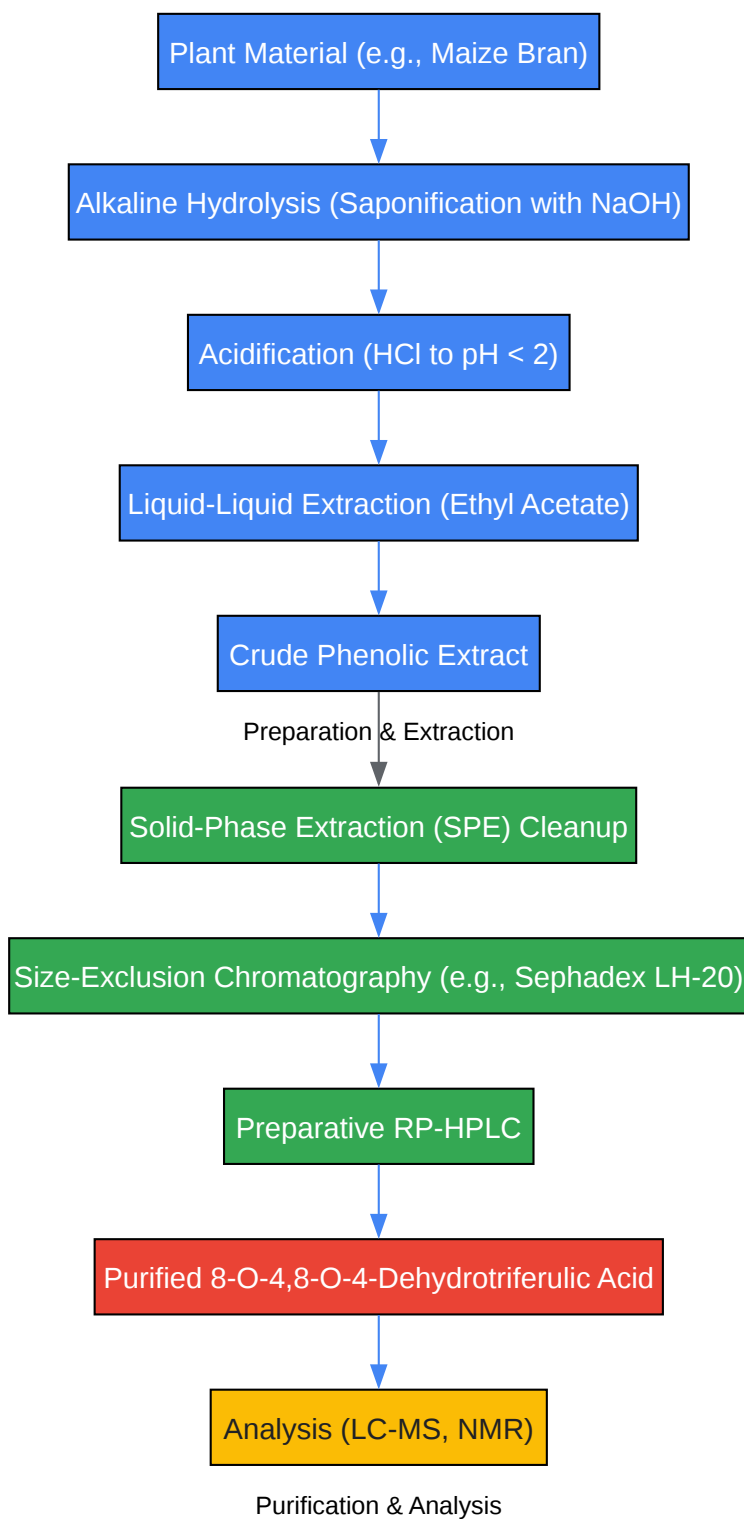 Plant Material (e.g., Maize Bran)
Alkaline Hydrolysis (Saponification with NaOH)
Acidification (HCl to pH < 2)
Liquid-Liquid Extraction (Ethyl Acetate)
Crude Phenolic Extract
Preparation & Extraction
Solid-Phase Extraction (SPE) Cleanup
Size-Exclusion Chromatography (e.g., Sephadex LH-20)
Preparative RP-HPLC
Purified 8-O-4,8-O-4-Dehydrotriferulic Acid
Analysis (LC-MS, NMR)
Purification & Analysis